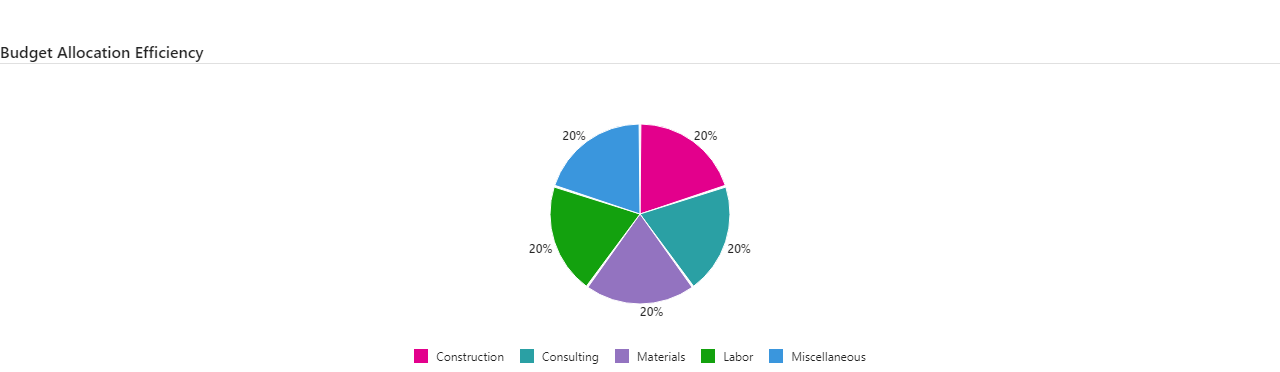 Budget Allocation Efficiency
20% 20%
20% 20%
20%
Construction Consulting Materials Labor Miscellaneous